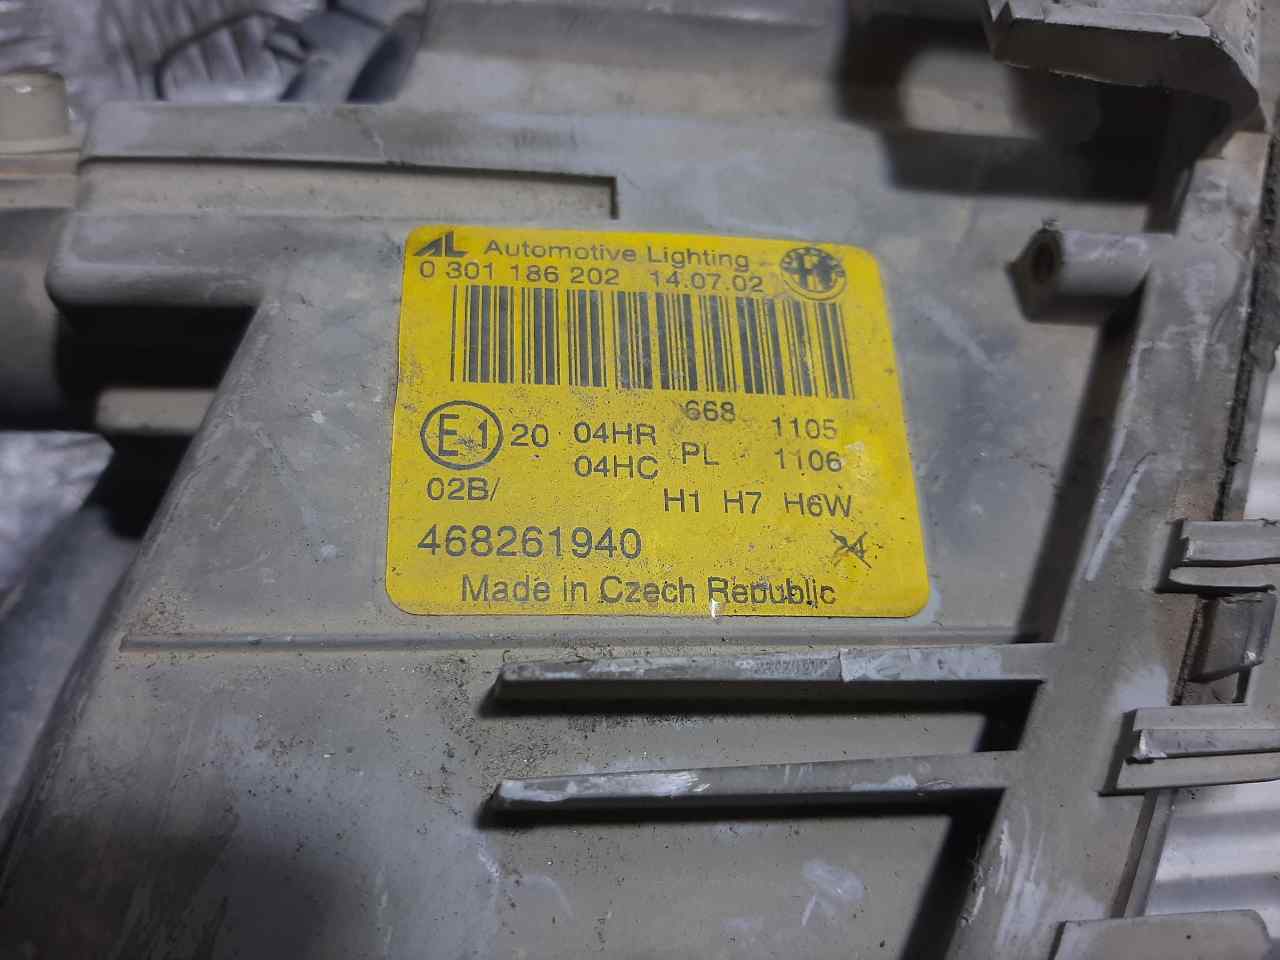 AL Automotive Lighting
0 301 186 202 14.07.02
668
E1 20 04HR 1105
04HC PL 1106
02B/
H1 H7 H6W
468261940 24
Made in Czech Republic